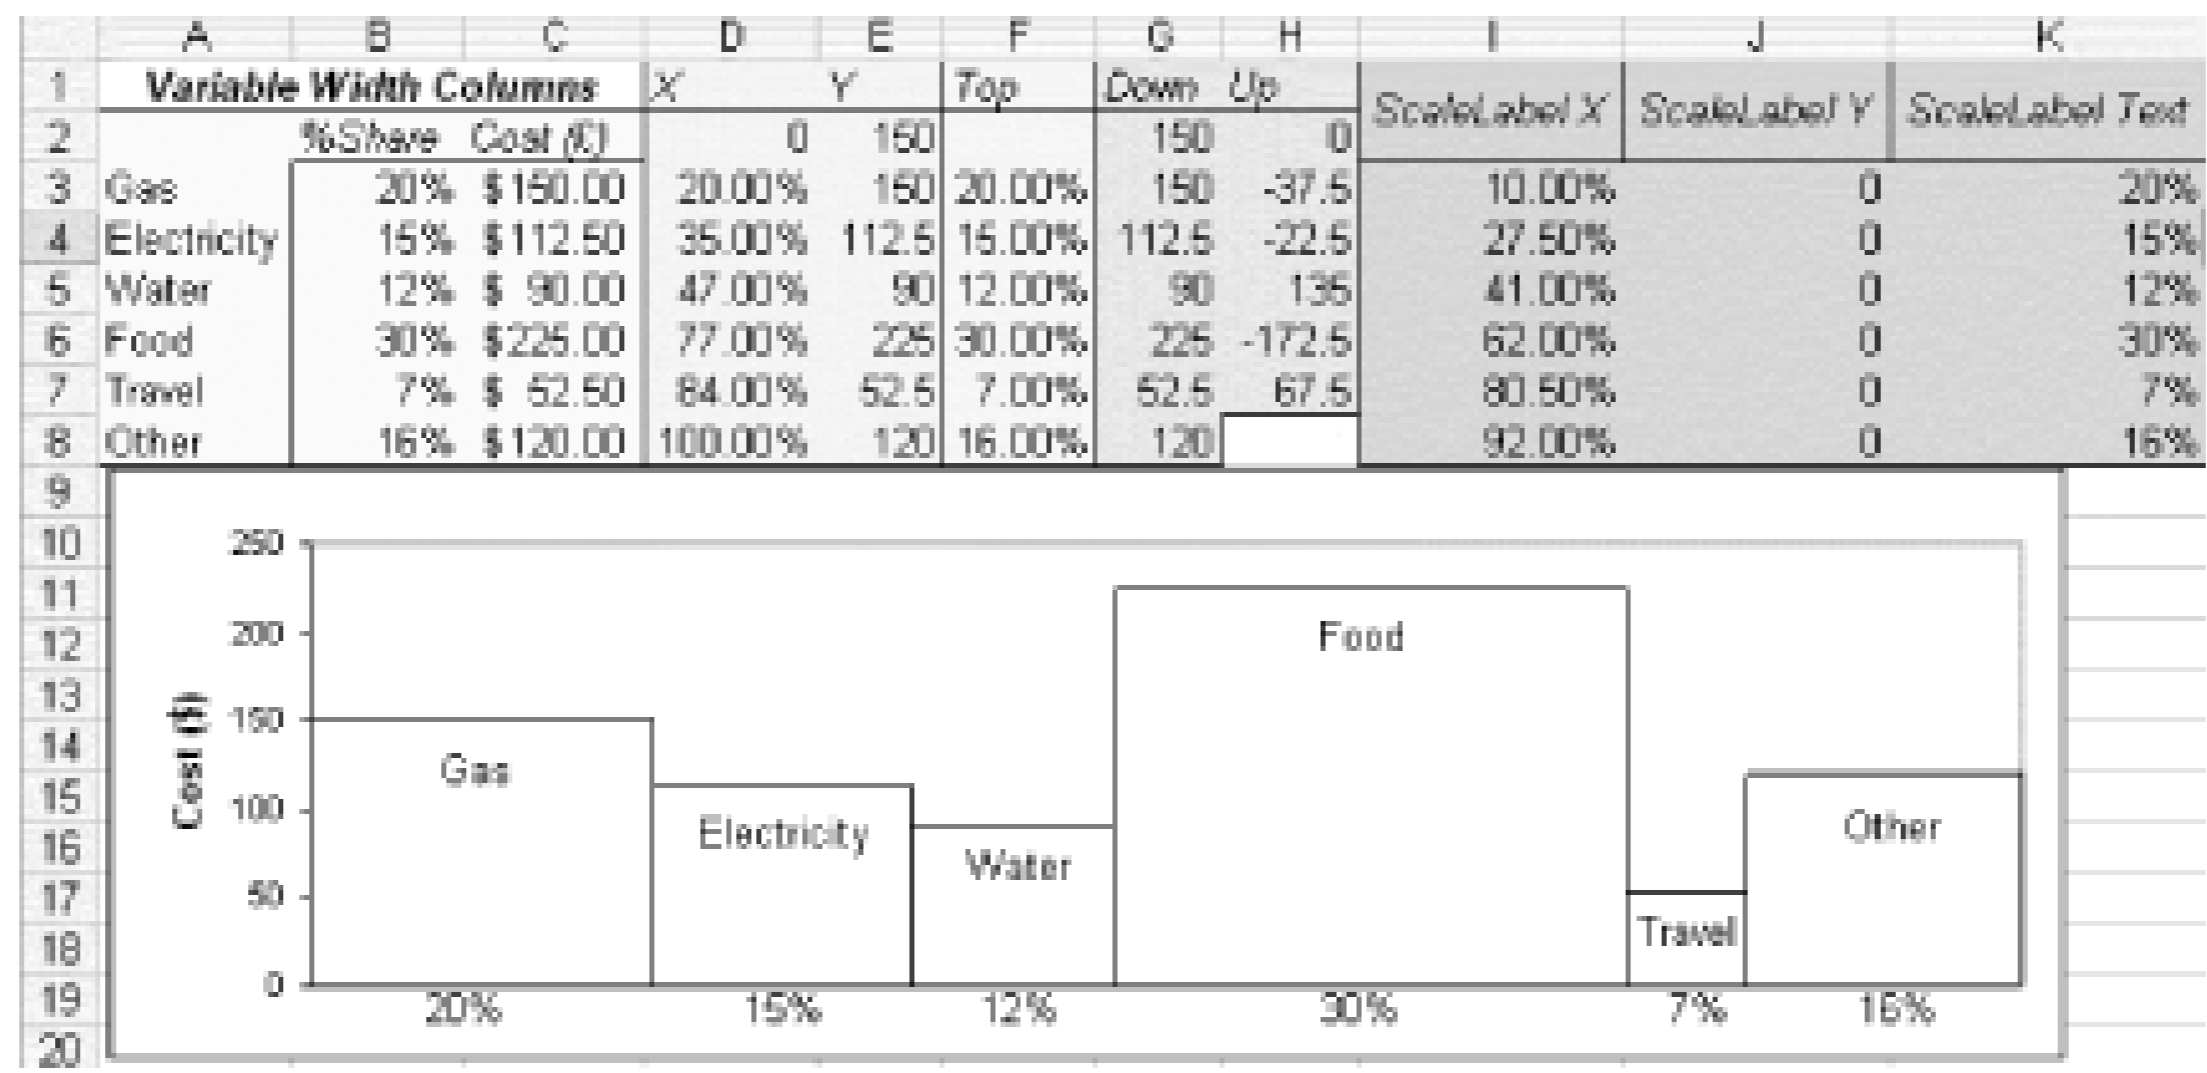 A B C D E F G H I J K
1 Variable Width Columns X Y Top Down Up ScaleLabel X ScaleLabel Y ScaleLabel Text
2 %Share Cost (£) 0 150 150 0
3 Gas 20% $150.00 20.00% 150 20.00% 150 -37.5 10.00% 0 20%
4 Electricity 15% $112.50 35.00% 112.5 15.00% 112.5 -22.5 27.50% 0 15%
5 Water 12% $ 90.00 47.00% 90 12.00% 90 135 41.00% 0 12%
6 Food 30% $225.00 77.00% 225 30.00% 225 -172.5 62.00% 0 30%
7 Travel 7% $ 52.50 84.00% 52.5 7.00% 52.5 67.5 80.50% 0 7%
8 Other 16% $120.00 100.00% 120 16.00% 120 92.00% 0 16%
9
10 250
11
12 200 Food
13
14 150
Cost ($)
Gas
15 100
16 Electricity Water Other
17 50
18 Travel
19 0
20% 15% 12% 30% 7% 16%
20